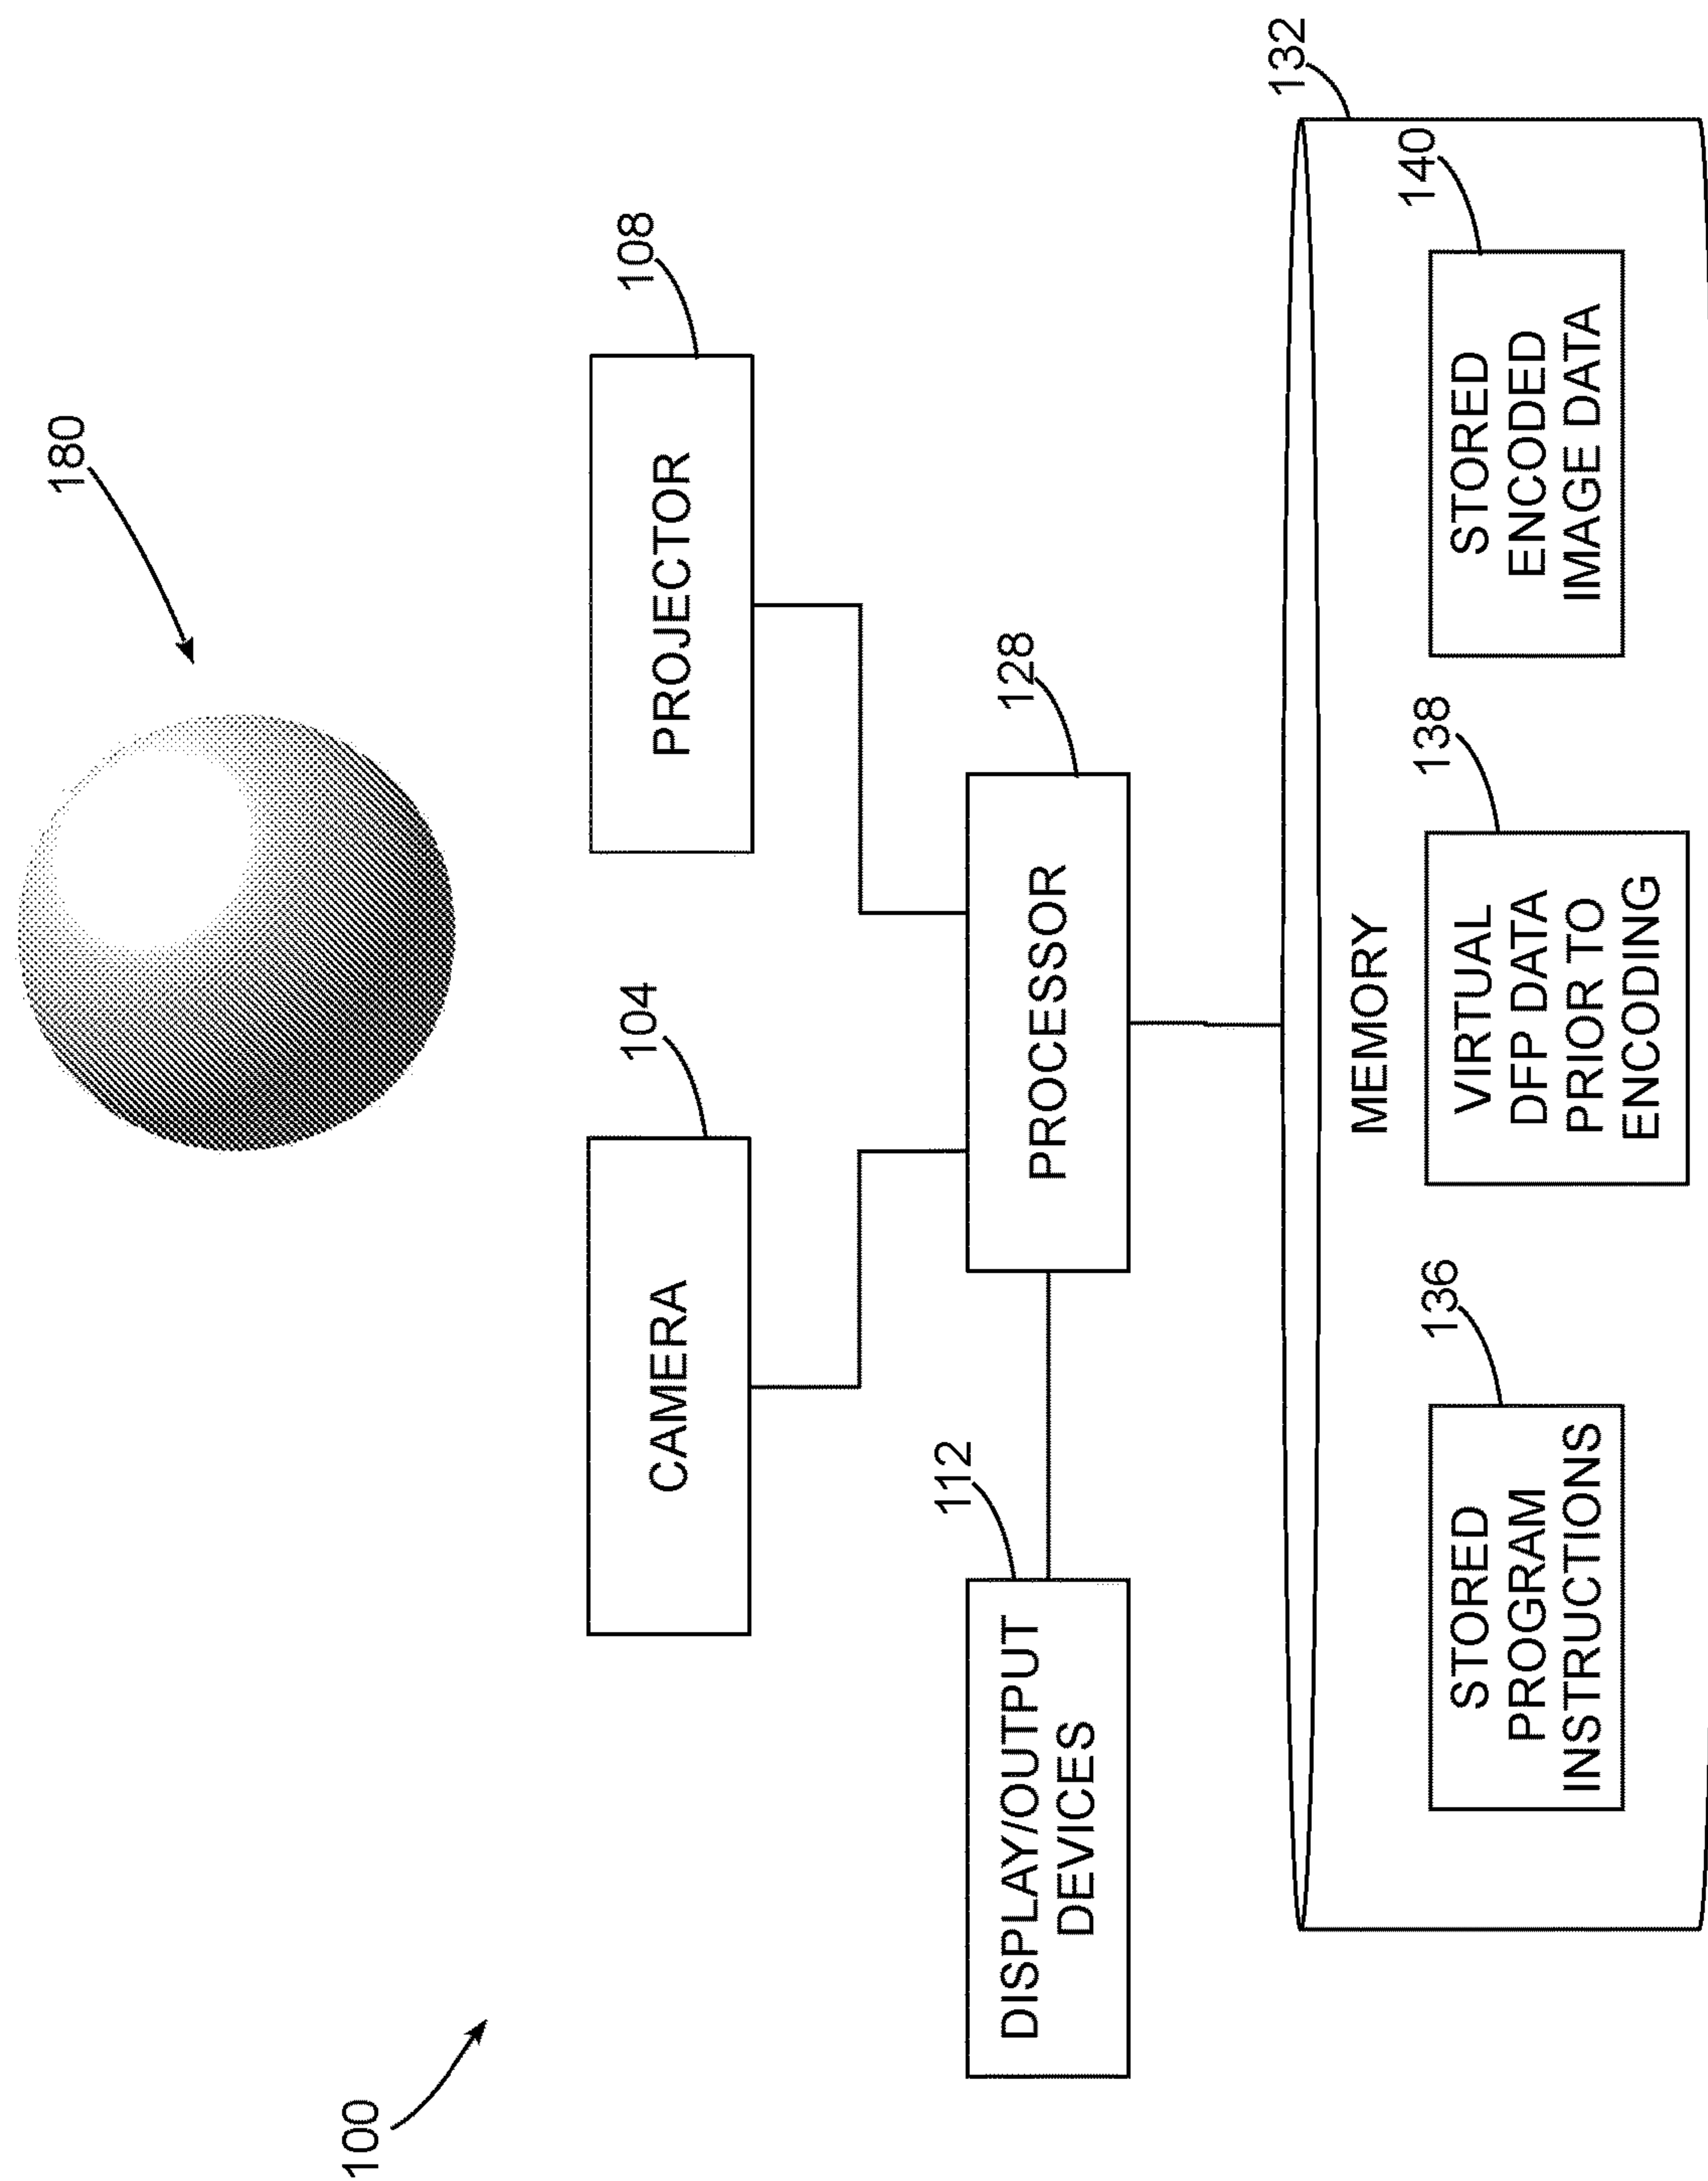 100
180
104
CAMERA
108
PROJECTOR
112
DISPLAY/OUTPUT
DEVICES
128
PROCESSOR
132
MEMORY
136
STORED
PROGRAM
INSTRUCTIONS
138
VIRTUAL
DFP DATA
PRIOR TO
ENCODING
140
STORED
ENCODED
IMAGE DATA